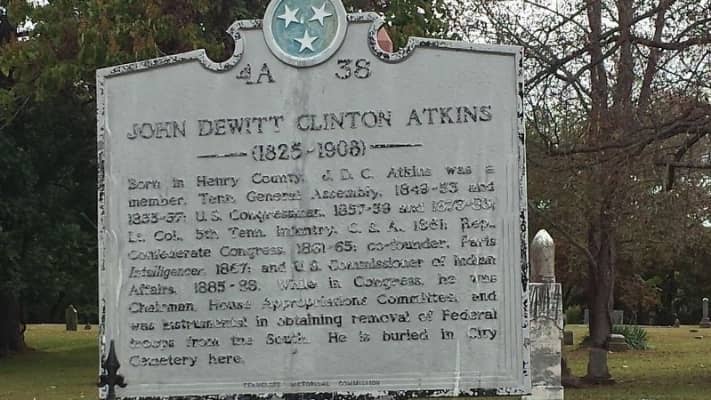 4A 38
JOHN DEWITT CLINTON ATKINS
(1825-1908)
Born in Henry County, J. D. C. Atkins was a
member, Tenn. General Assembly, 1849-53 and
1855-57; U.S. Congressman, 1857-59 and 1873-83;
Lt. Col., 5th Tenn. Infantry, C. S. A., 1861; Rep.,
Confederate Congress, 1861-65; co-founder, Paris
Intelligencer, 1867; and U.S. Commissioner of Indian
Affairs, 1885-88. While in Congress, he was
Chairman, House Appropriations Committee, and
was instrumental in obtaining removal of Federal
troops from the South. He is buried in City
Cemetery here.
TENNESSEE HISTORICAL COMMISSION